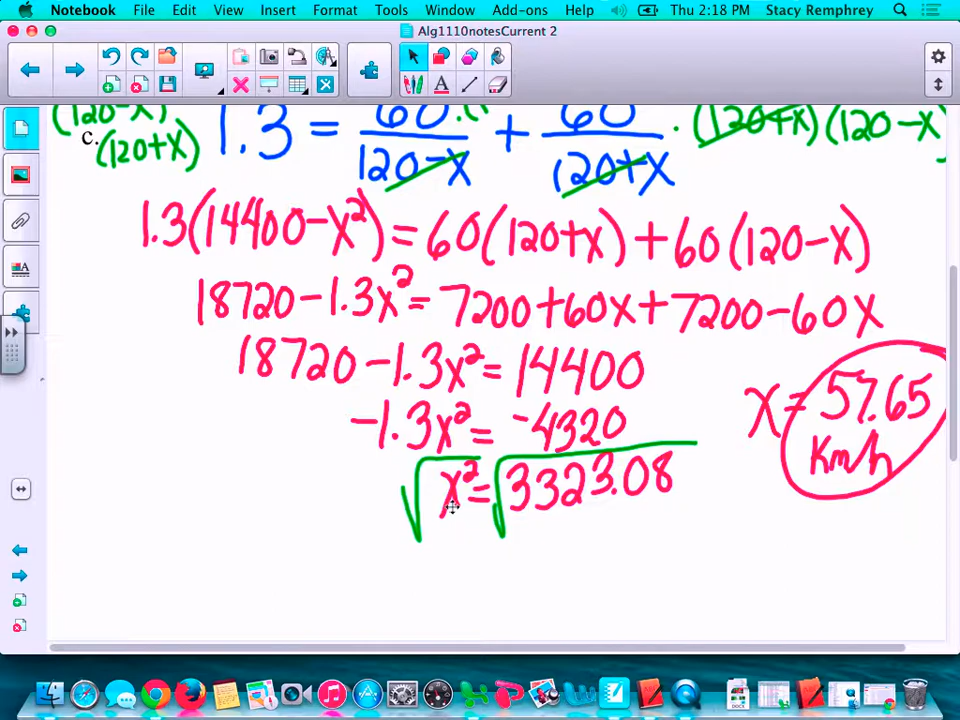 Notebook File Edit View Insert Format Tools Window Add-ons Help Thu 2:18 PM Stacy Remphrey
Alg1110notesCurrent 2
(120-x)
c. (120+x) 1.3 = 60/(120-x) · ( + 60/(120+x) · (120+x)(120-x)
1.3(14400-x²) = 60(120+x) + 60(120-x)
18720-1.3x² = 7200+60x+7200-60x
18720-1.3x² = 14400
-1.3x² = -4320
√x² = √3323.08
x = 57.65
Km/h